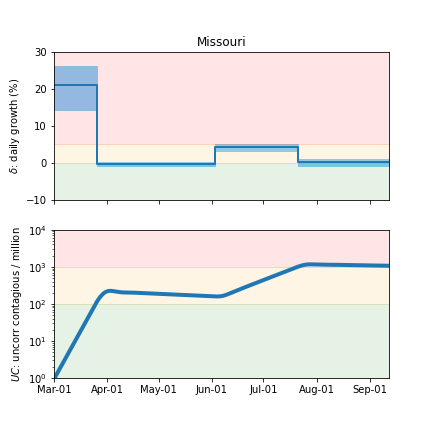 Missouri
δ: daily growth (%)
30
20
10
0
−10
UC: uncorr contagious / million
10⁴
10³
10²
10¹
10⁰
Mar-01 Apr-01 May-01 Jun-01 Jul-01 Aug-01 Sep-01